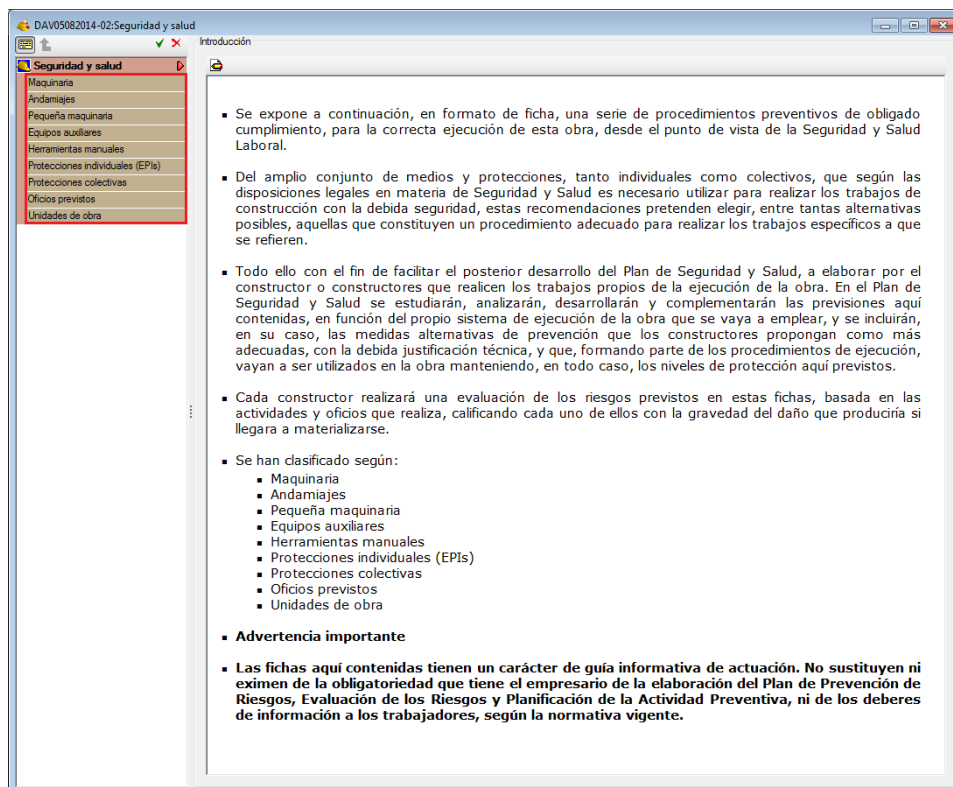 DAV05082014-02:Seguridad y salud
Introducción
Seguridad y salud
Maquinaria
Andamiajes
Pequeña maquinaria
Equipos auxiliares
Herramientas manuales
Protecciones individuales (EPIs)
Protecciones colectivas
Oficios previstos
Unidades de obra
Se expone a continuación, en formato de ficha, una serie de procedimientos preventivos de obligado
cumplimiento, para la correcta ejecución de esta obra, desde el punto de vista de la Seguridad y Salud
Laboral.
Del amplio conjunto de medios y protecciones, tanto individuales como colectivos, que según las
disposiciones legales en materia de Seguridad y Salud es necesario utilizar para realizar los trabajos de
construcción con la debida seguridad, estas recomendaciones pretenden elegir, entre tantas alternativas
posibles, aquellas que constituyen un procedimiento adecuado para realizar los trabajos específicos a que
se refieren.
Todo ello con el fin de facilitar el posterior desarrollo del Plan de Seguridad y Salud, a elaborar por el
constructor o constructores que realicen los trabajos propios de la ejecución de la obra. En el Plan de
Seguridad y Salud se estudiarán, analizarán, desarrollarán y complementarán las previsiones aquí
contenidas, en función del propio sistema de ejecución de la obra que se vaya a emplear, y se incluirán,
en su caso, las medidas alternativas de prevención que los constructores propongan como más
adecuadas, con la debida justificación técnica, y que, formando parte de los procedimientos de ejecución,
vayan a ser utilizados en la obra manteniendo, en todo caso, los niveles de protección aquí previstos.
Cada constructor realizará una evaluación de los riesgos previstos en estas fichas, basada en las
actividades y oficios que realiza, calificando cada uno de ellos con la gravedad del daño que produciría si
llegara a materializarse.
Se han clasificado según:
Maquinaria
Andamiajes
Pequeña maquinaria
Equipos auxiliares
Herramientas manuales
Protecciones individuales (EPIs)
Protecciones colectivas
Oficios previstos
Unidades de obra
Advertencia importante
Las fichas aquí contenidas tienen un carácter de guía informativa de actuación. No sustituyen ni
eximen de la obligatoriedad que tiene el empresario de la elaboración del Plan de Prevención de
Riesgos, Evaluación de los Riesgos y Planificación de la Actividad Preventiva, ni de los deberes
de información a los trabajadores, según la normativa vigente.